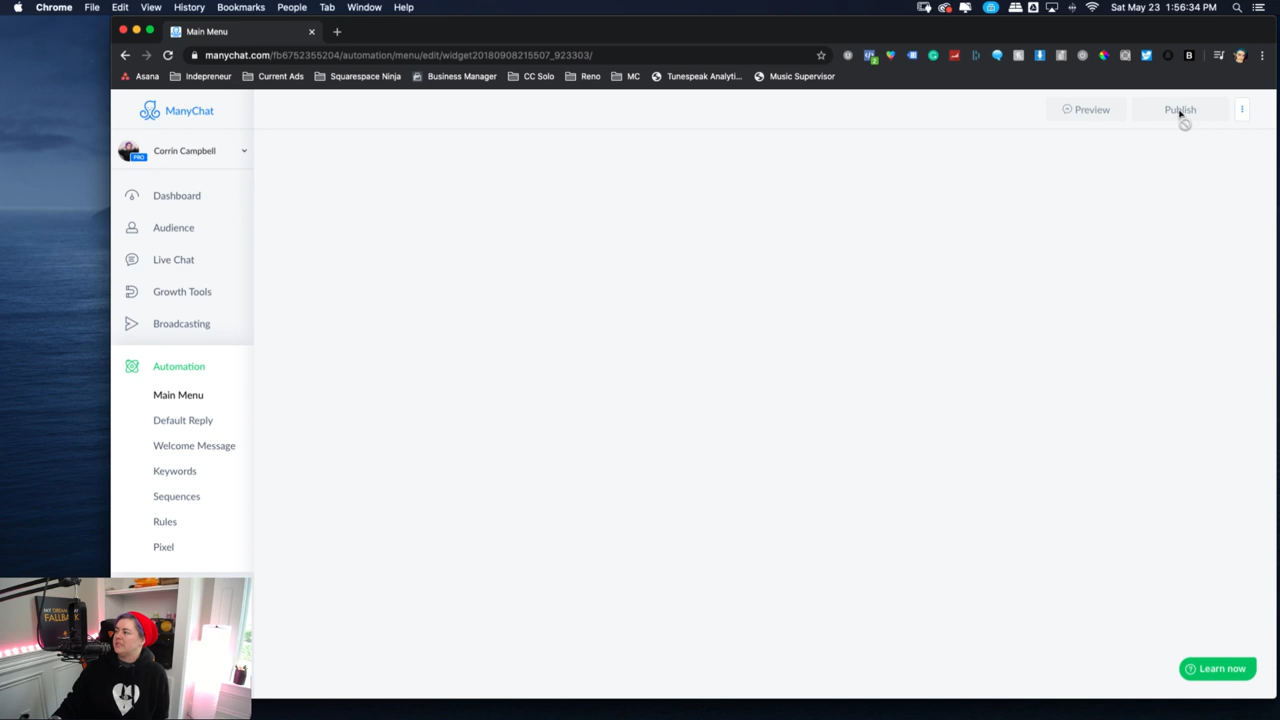 Chrome File Edit View History Bookmarks People Tab Window Help Sat May 23 1:56:34 PM
Main Menu
manychat.com/fb6752355204/automation/menu/edit/widget20180908215507_923303/
Asana Indepreneur Current Ads Squarespace Ninja Business Manager CC Solo Reno MC Tunespeak Analyti... Music Supervisor
ManyChat
Preview
Publish
PRO
Corrin Campbell
Dashboard
Audience
Live Chat
Growth Tools
Broadcasting
Automation
Main Menu
Default Reply
Welcome Message
Keywords
Sequences
Rules
Pixel
FALLBACK
Learn now